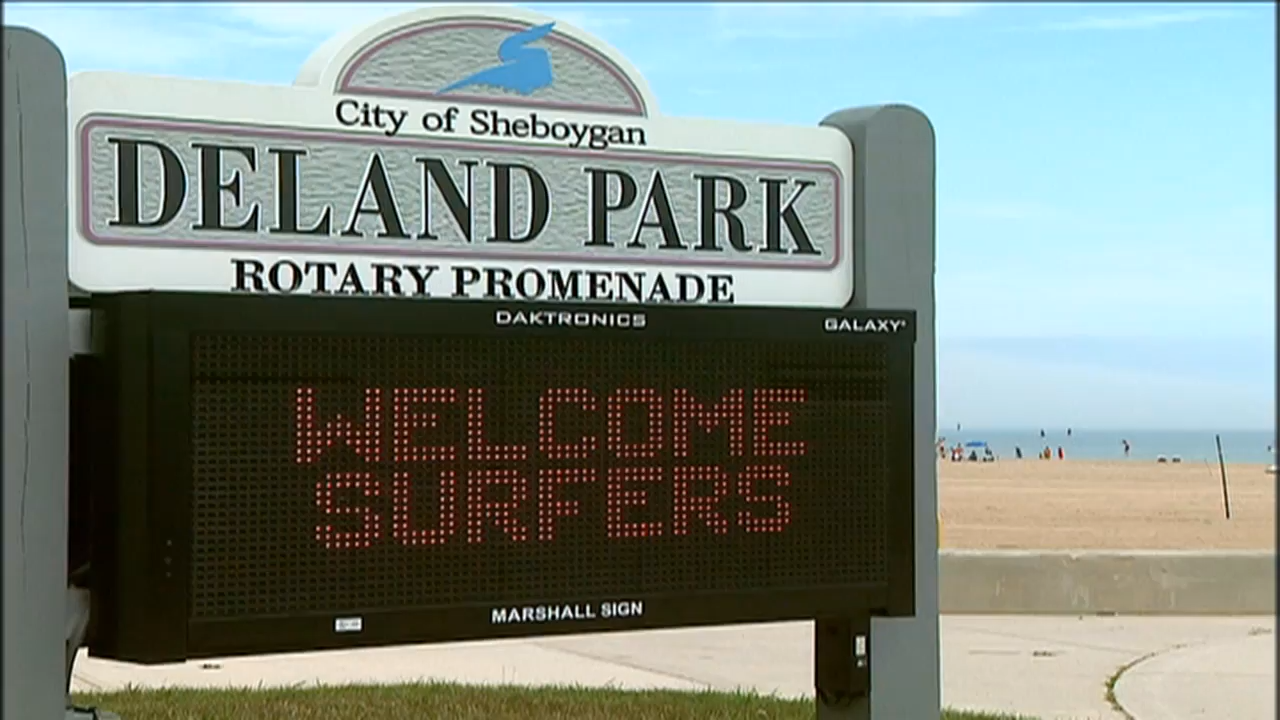 City of Sheboygan
DELAND PARK
ROTARY PROMENADE
DAKTRONICS
GALAXY®
WELCOME
SURFERS
MARSHALL SIGN